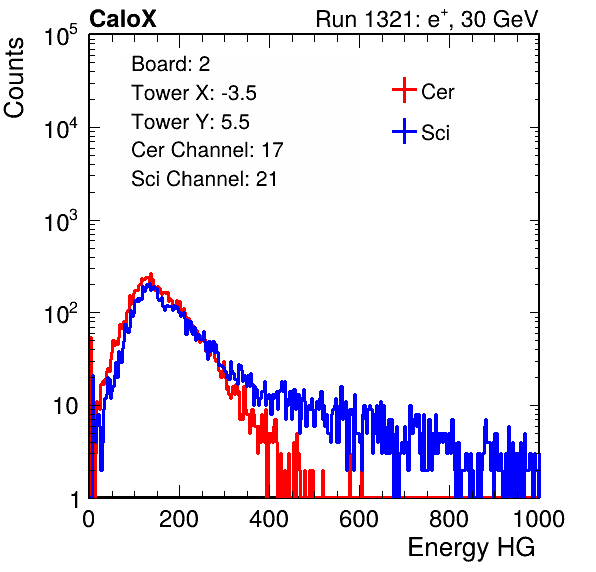 CaloX Run 1321: e⁺, 30 GeV
Counts
Board: 2
Tower X: -3.5
Tower Y: 5.5
Cer Channel: 17
Sci Channel: 21
Cer
Sci
10⁵
10⁴
10³
10²
10
1
0 200 400 600 800 1000
Energy HG